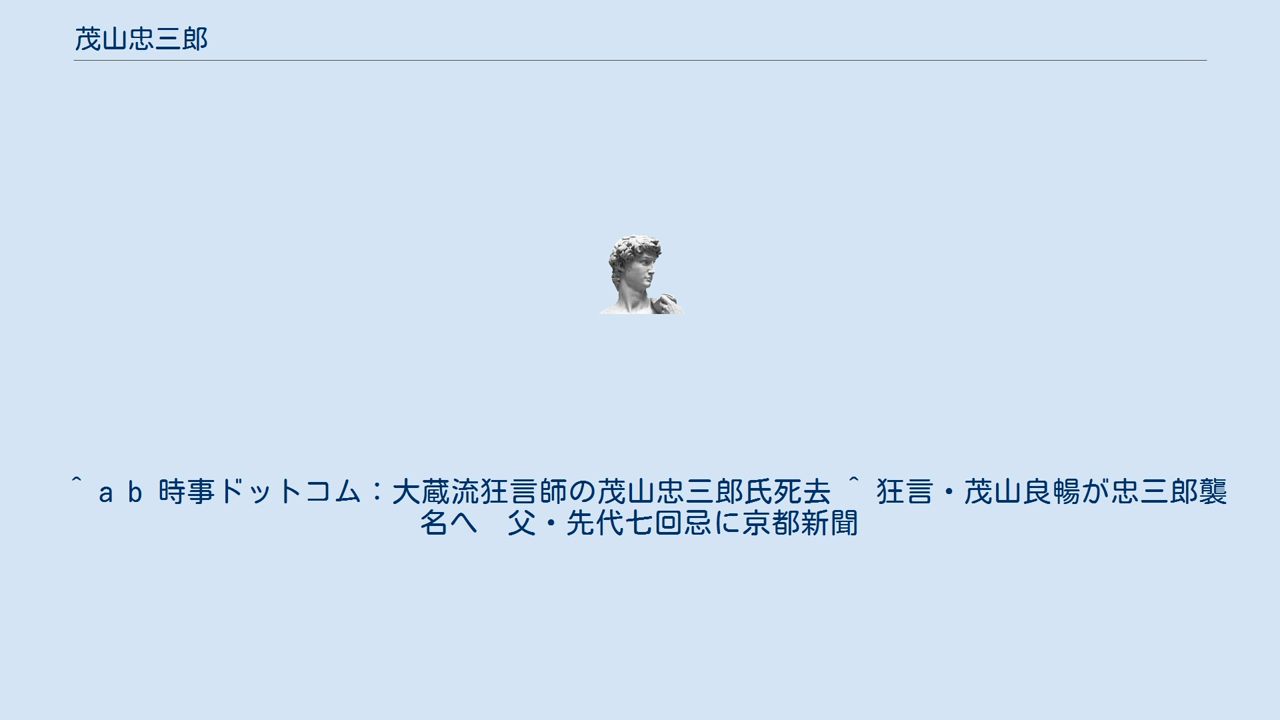 茂山忠三郎
^ a b 時事ドットコム：大蔵流狂言師の茂山忠三郎氏死去 ^ 狂言・茂山良暢が忠三郎襲
名へ　父・先代七回忌に京都新聞